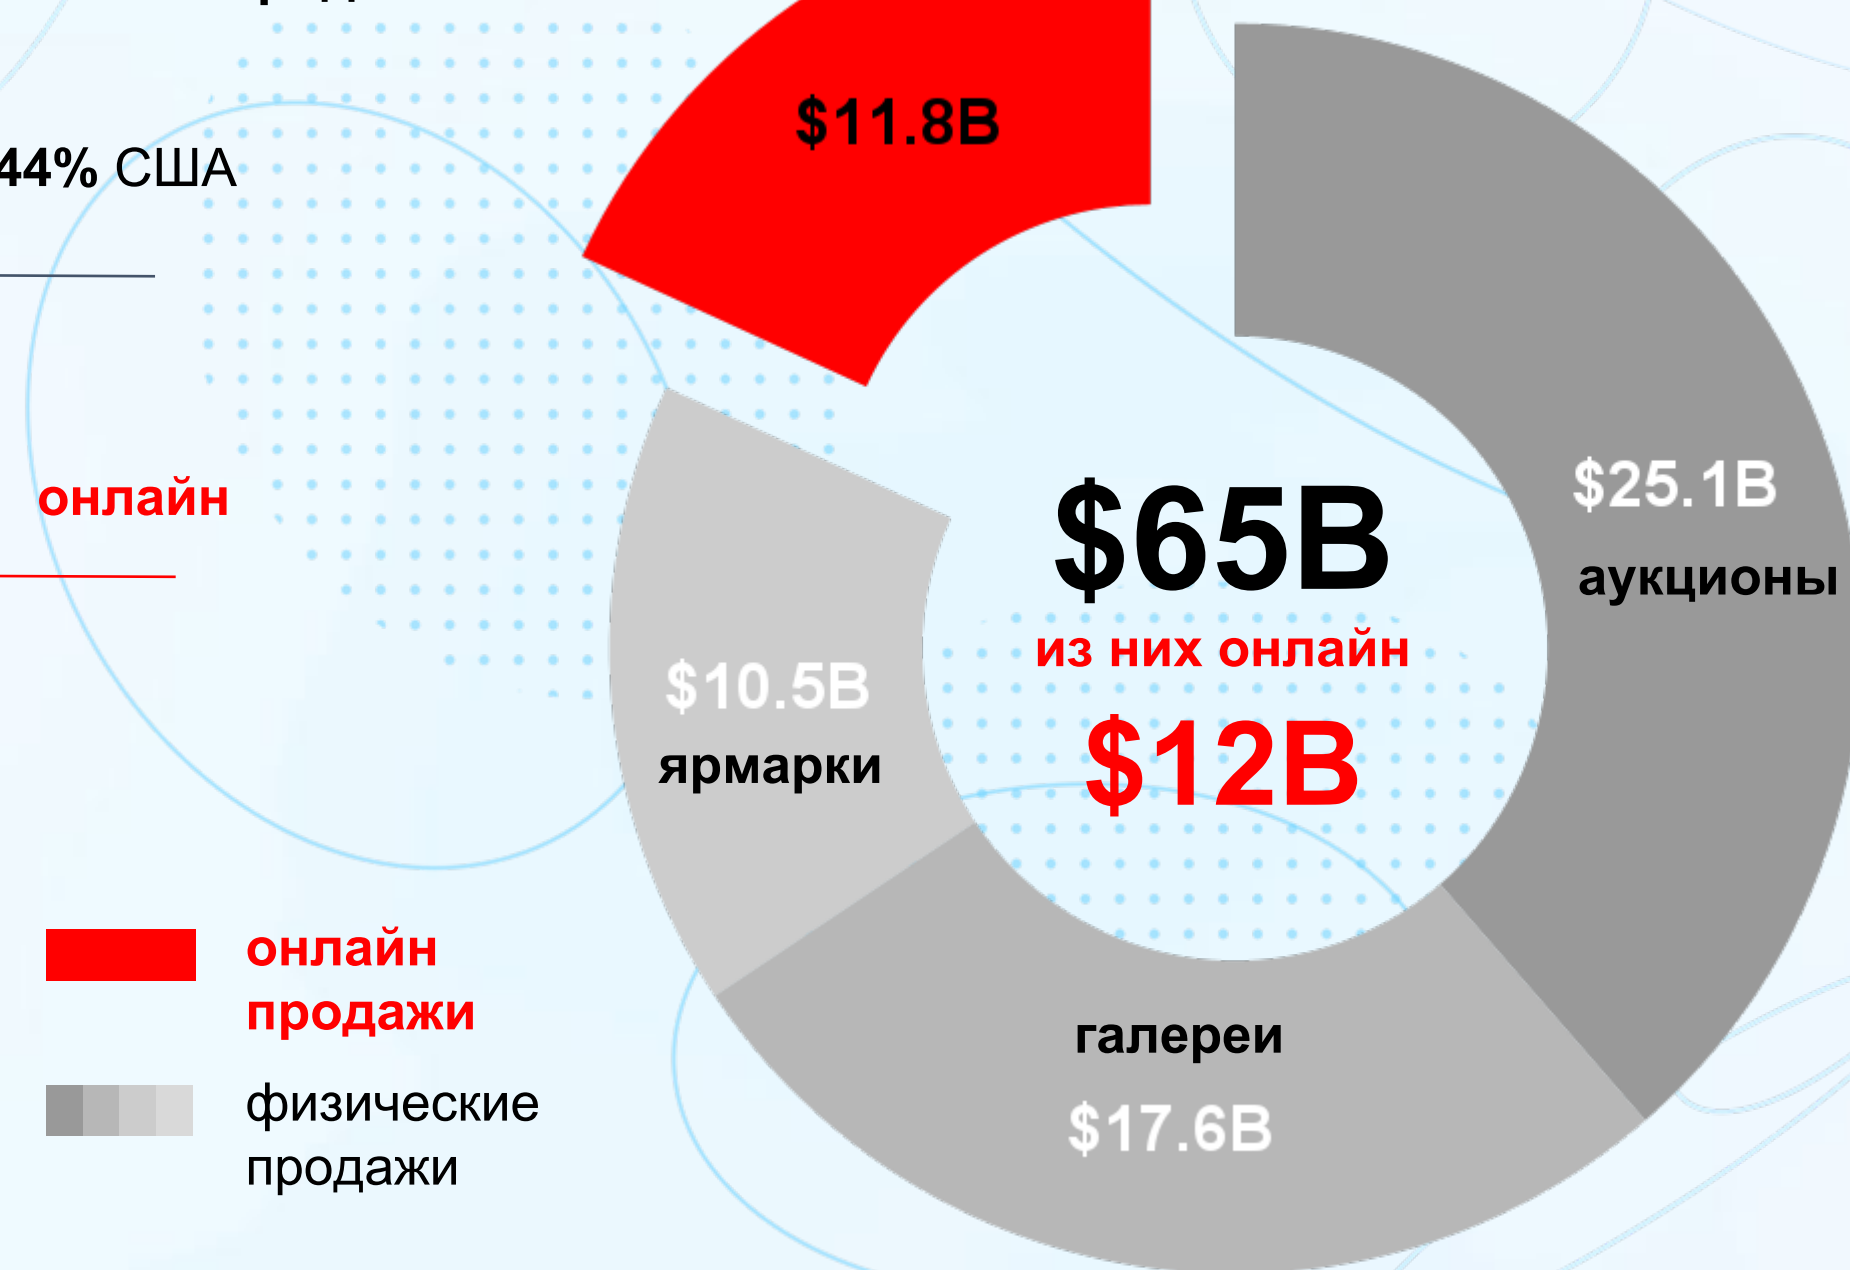 $11.8B
44% США
$25.1B
аукционы
онлайн
$65B
из них онлайн
$12B
$10.5B
ярмарки
галереи
$17.6B
онлайн
продажи
физические
продажи